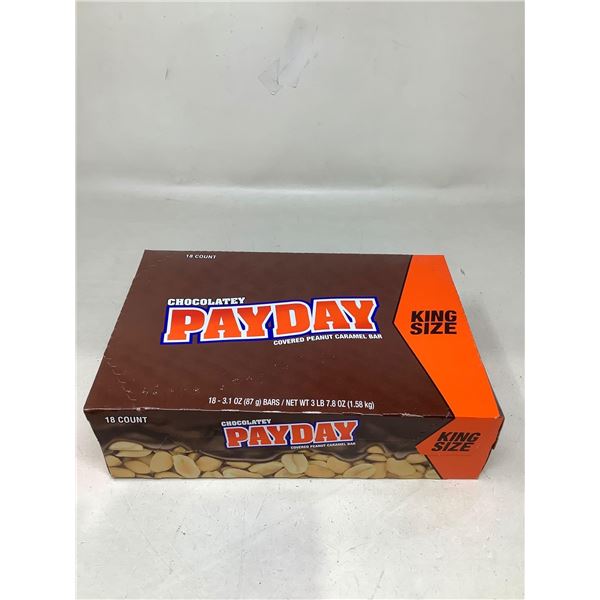 18 COUNT
CHOCOLATEY
PAYDAY
COVERED PEANUT CARAMEL BAR
KING
SIZE
18 - 3.1 OZ (87 g) BARS / NET WT 3 LB 7.8 OZ (1.58 kg)
18 COUNT
CHOCOLATEY
PAYDAY
COVERED PEANUT CARAMEL BAR
KING
SIZE